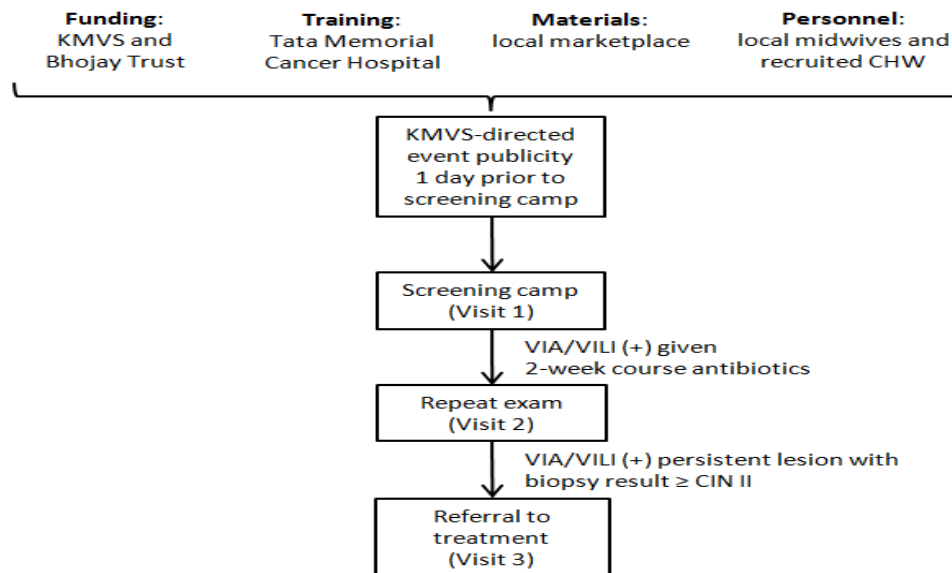 Funding:
KMVS and
Bhojay Trust
Training:
Tata Memorial
Cancer Hospital
Materials:
local marketplace
Personnel:
local midwives and
recruited CHW
KMVS-directed
event publicity
1 day prior to
screening camp
Screening camp
(Visit 1)
VIA/VILI (+) given
2-week course antibiotics
Repeat exam
(Visit 2)
VIA/VILI (+) persistent lesion with
biopsy result ≥ CIN II
Referral to
treatment
(Visit 3)